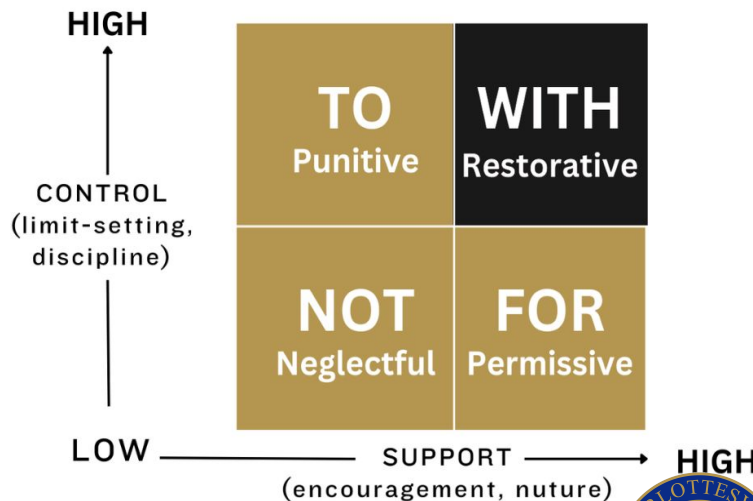 HIGH
TO
Punitive
WITH
Restorative
CONTROL
(limit-setting,
discipline)
NOT
Neglectful
FOR
Permissive
LOW
SUPPORT
HIGH
(encouragement, nuture)